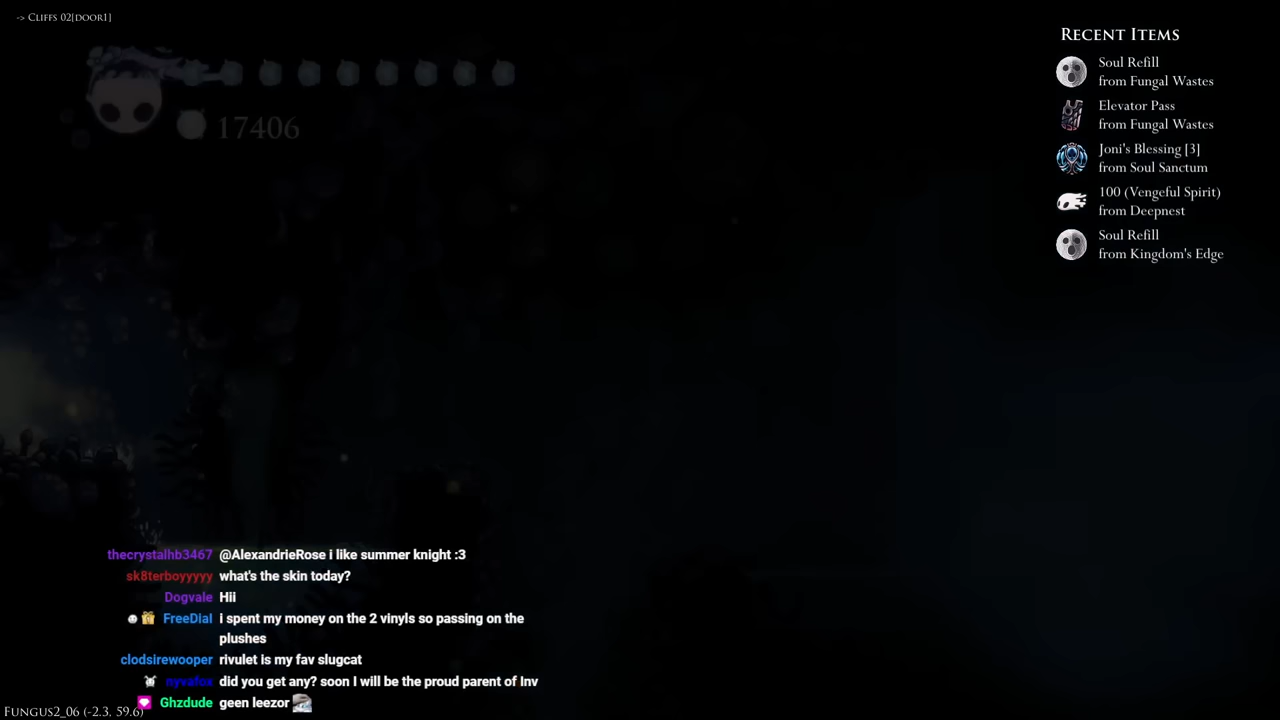 -> Cliffs 02[door1]
17406
Recent Items
Soul Refill
from Fungal Wastes
Elevator Pass
from Fungal Wastes
Joni's Blessing [3]
from Soul Sanctum
100 (Vengeful Spirit)
from Deepnest
Soul Refill
from Kingdom's Edge
thecrystalhb3467 @AlexandrieRose i like summer knight :3
sk8terboyyyyy what's the skin today?
Dogvale Hii
FreeDial i spent my money on the 2 vinyls so passing on the
plushes
clodsirewooper rivulet is my fav slugcat
nyvafux did you get any? soon I will be the proud parent of Inv
Ghzdude geen leezor
Fungus2_06 (-2.3, 59.6)